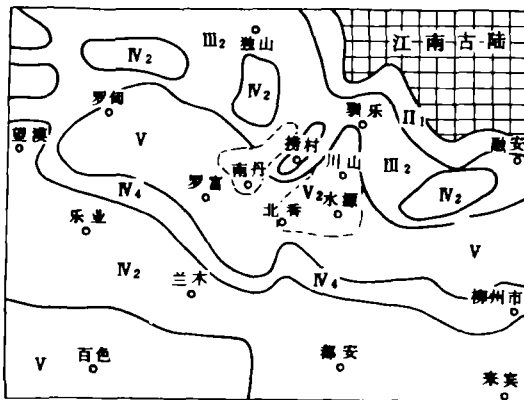 III₂
独山
江南古陆
IV₂
IV₂
罗甸
驯乐
II₁
望谟
V
捞村
融安
南丹
川山
III₂
IV₂
罗富
V₂
水源
IV₄
北香
乐业
V
IV₂
兰木
IV₄
柳州市
百色
都安
V
来宾